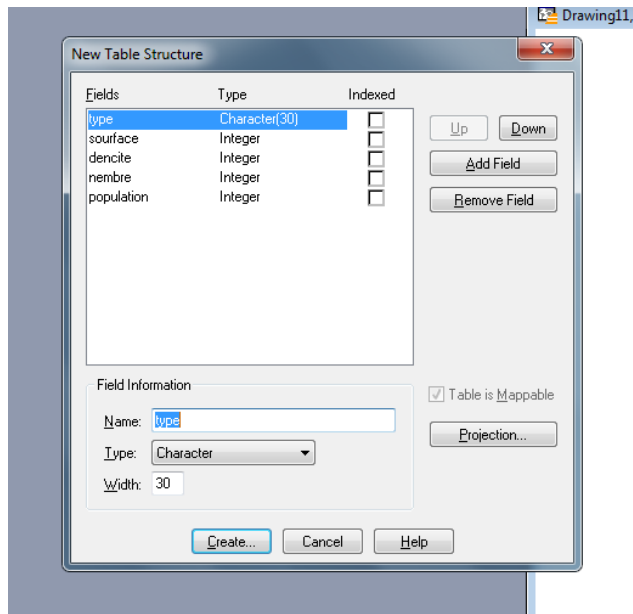 Drawing11,
New Table Structure
Fields Type Indexed
type Character(30)
sourface Integer
dencite Integer
nembre Integer
population Integer
Up Down
Add Field
Remove Field
Field Information
Name: type
Type: Character
Width: 30
Table is Mappable
Projection...
Create... Cancel Help